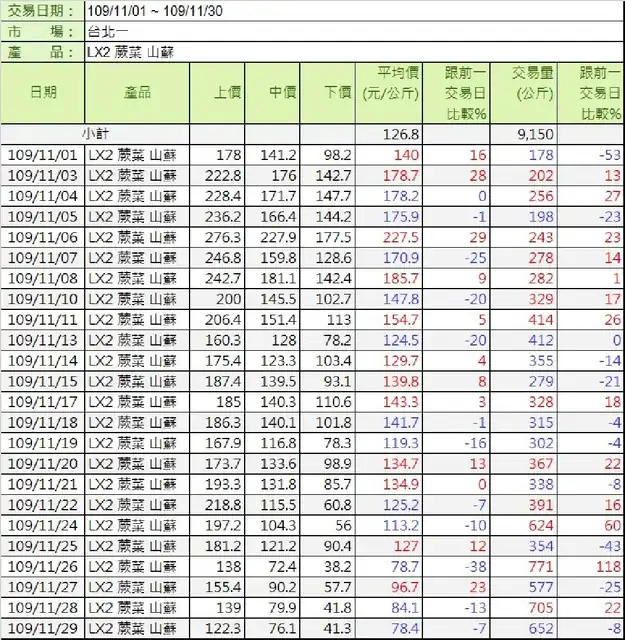 交易日期： 109/11/01 ~ 109/11/30
市 場： 台北一
產 品： LX2 蕨菜 山蘇
日期 產品 上價 中價 下價 平均價(元/公斤) 跟前一交易日比較% 交易量(公斤) 跟前一交易日比較%
小計 126.8 9,150
109/11/01 LX2 蕨菜 山蘇 178 141.2 98.2 140 16 178 -53
109/11/03 LX2 蕨菜 山蘇 222.8 176 142.7 178.7 28 202 13
109/11/04 LX2 蕨菜 山蘇 228.4 171.7 147.7 178.2 0 256 27
109/11/05 LX2 蕨菜 山蘇 236.2 166.4 144.2 175.9 -1 198 -23
109/11/06 LX2 蕨菜 山蘇 276.3 227.9 177.5 227.5 29 243 23
109/11/07 LX2 蕨菜 山蘇 246.8 159.8 128.6 170.9 -25 278 14
109/11/08 LX2 蕨菜 山蘇 242.7 181.1 142.4 185.7 9 282 1
109/11/10 LX2 蕨菜 山蘇 200 145.5 102.7 147.8 -20 329 17
109/11/11 LX2 蕨菜 山蘇 206.4 151.4 113 154.7 5 414 26
109/11/13 LX2 蕨菜 山蘇 160.3 128 78.2 124.5 -20 412 0
109/11/14 LX2 蕨菜 山蘇 175.4 123.3 103.4 129.7 4 355 -14
109/11/15 LX2 蕨菜 山蘇 187.4 139.5 93.1 139.8 8 279 -21
109/11/17 LX2 蕨菜 山蘇 185 140.3 110.6 143.3 3 328 18
109/11/18 LX2 蕨菜 山蘇 186.3 140.1 101.8 141.7 -1 315 -4
109/11/19 LX2 蕨菜 山蘇 167.9 116.8 78.3 119.3 -16 302 -4
109/11/20 LX2 蕨菜 山蘇 173.7 133.6 98.9 134.7 13 367 22
109/11/21 LX2 蕨菜 山蘇 193.3 131.8 85.7 134.9 0 338 -8
109/11/22 LX2 蕨菜 山蘇 218.8 115.5 60.8 125.2 -7 391 16
109/11/24 LX2 蕨菜 山蘇 197.2 104.3 56 113.2 -10 624 60
109/11/25 LX2 蕨菜 山蘇 181.2 121.2 90.4 127 12 354 -43
109/11/26 LX2 蕨菜 山蘇 138 72.4 38.2 78.7 -38 771 118
109/11/27 LX2 蕨菜 山蘇 155.4 90.2 57.7 96.7 23 577 -25
109/11/28 LX2 蕨菜 山蘇 139 79.9 41.8 84.1 -13 705 22
109/11/29 LX2 蕨菜 山蘇 122.3 76.1 41.3 78.4 -7 652 -8